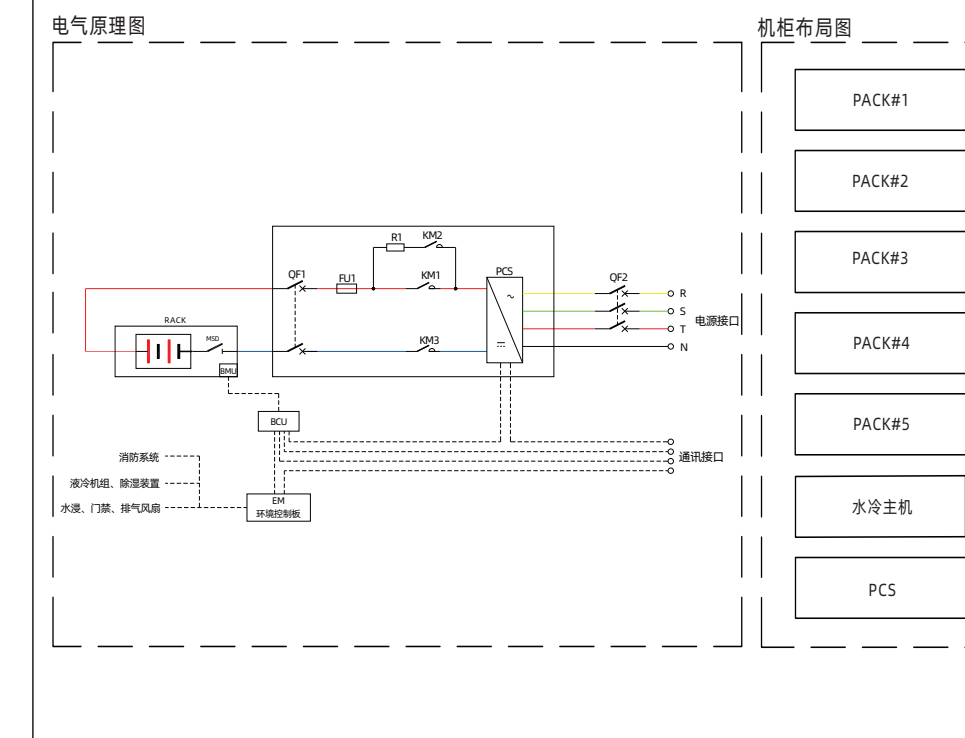 电气原理图
机柜布局图
PACK#1
PACK#2
PACK#3
PACK#4
PACK#5
水冷主机
PCS
R1
KM2
QF1
FU1
KM1
PCS
QF2
~
R
S
T
N
电源接口
RACK
MSD
BMU
KM3
BCU
通讯接口
消防系统
液冷机组、除湿装置
水浸、门禁、排气风扇
EM
环境控制板